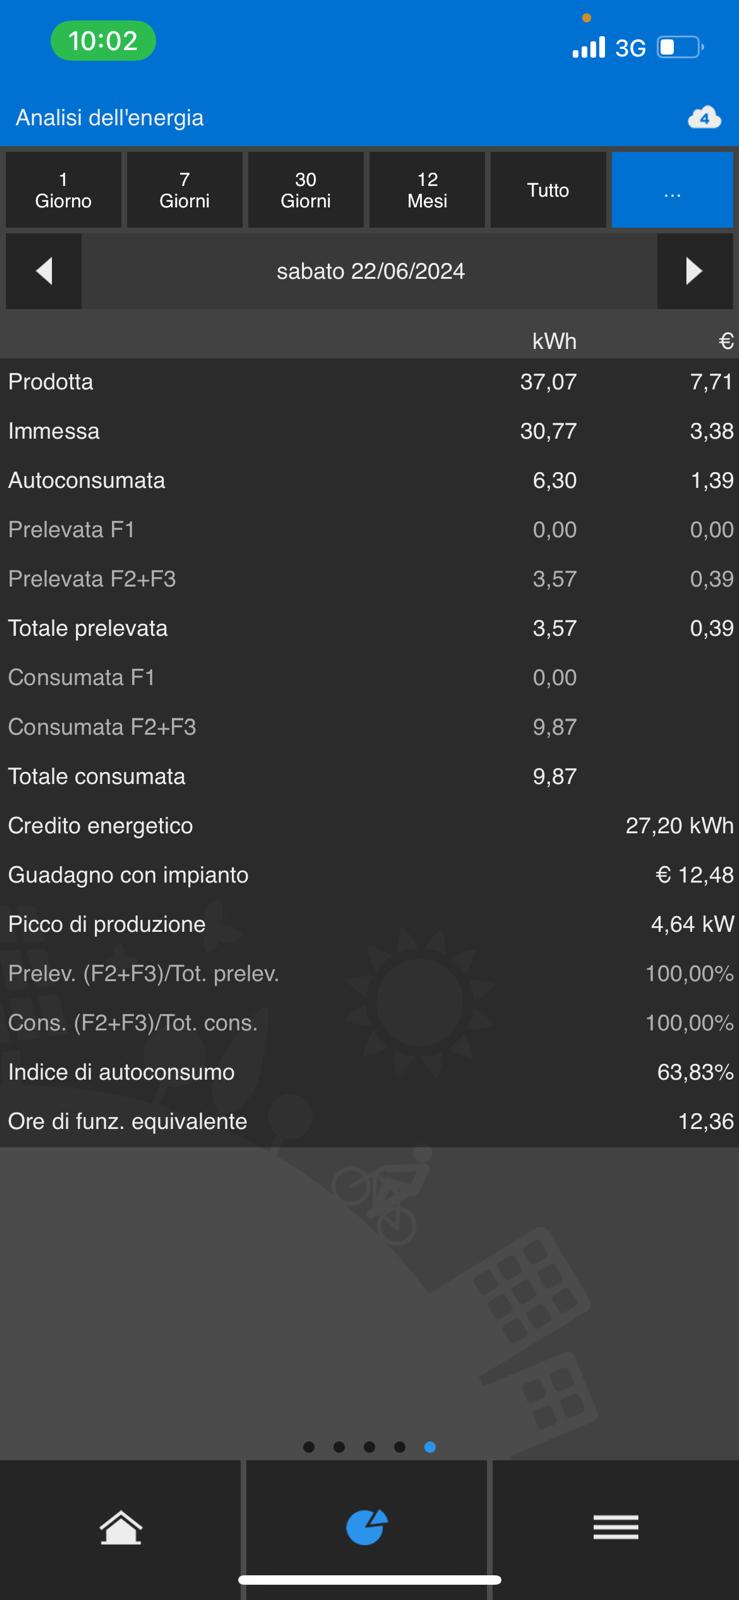 10:02
3G
Analisi dell'energia
4
1
Giorno
7
Giorni
30
Giorni
12
Mesi
Tutto
...
sabato 22/06/2024
kWh €
Prodotta 37,07 7,71
Immessa 30,77 3,38
Autoconsumata 6,30 1,39
Prelevata F1 0,00 0,00
Prelevata F2+F3 3,57 0,39
Totale prelevata 3,57 0,39
Consumata F1 0,00
Consumata F2+F3 9,87
Totale consumata 9,87
Credito energetico 27,20 kWh
Guadagno con impianto € 12,48
Picco di produzione 4,64 kW
Prelev. (F2+F3)/Tot. prelev. 100,00%
Cons. (F2+F3)/Tot. cons. 100,00%
Indice di autoconsumo 63,83%
Ore di funz. equivalente 12,36